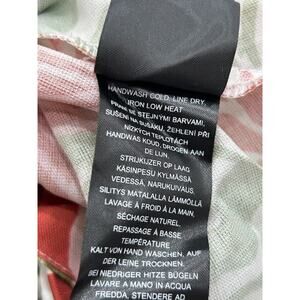 HANDWASH COLD, LINE DRY,
IRON LOW HEAT
PRANÍ SE STEJNÝMI BARVAMI,
SUŠENÍ NA SUŠÁKU, ŽEHLENÍ PŘI
NÍZKÝCH TEPLOTÁCH
HANDWAS KOUD, DROGEN AAN
DE LIJN,
STRIJKIJZER OP LAAG
KÄSINPESU KYLMÄSSÄ
VEDESSÄ, NARUKUIVAUS.
SILITYS MATALALLA LÄMMÖLLÄ
LAVAGE À FROID À LA MAIN,
SÉCHAGE NATUREL,
REPASSAGE À BASSE
TEMPÉRATURE
KALT VON HAND WASCHEN, AUF
DER LEINE TROCKNEN.
BEI NIEDRIGER HITZE BÜGELN
LAVARE A MANO IN ACQUA
FREDDA, STENDERE AD